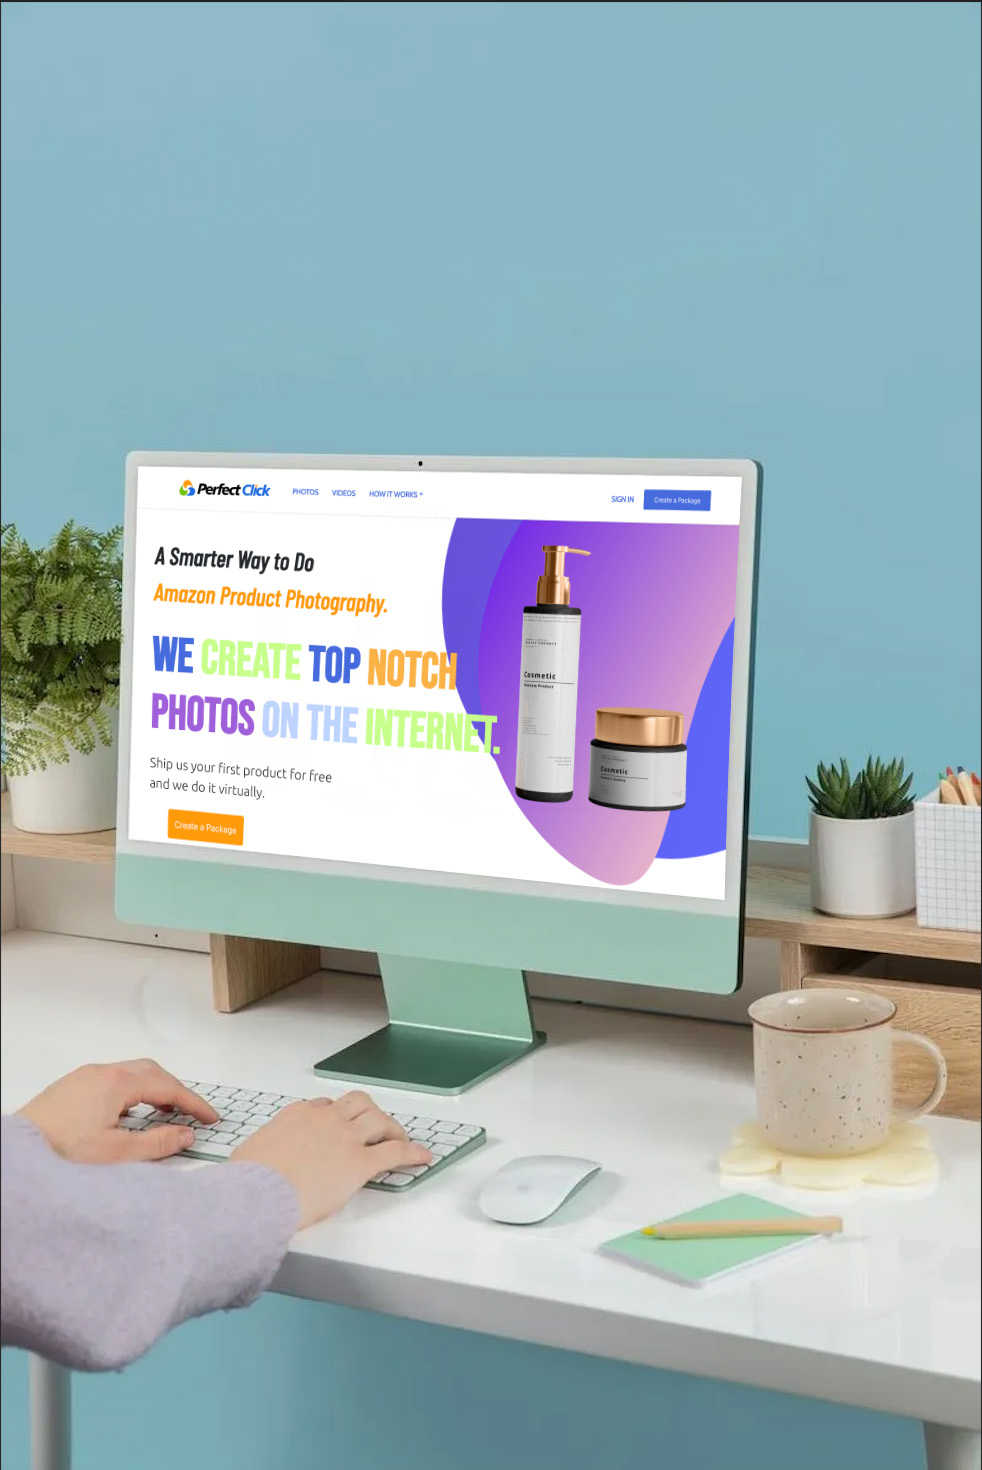 Perfect Click
PHOTOS VIDEOS HOW IT WORKS
SIGN IN Create a Package
A Smarter Way to Do
Amazon Product Photography.
WE CREATE TOP NOTCH
PHOTOS ON THE INTERNET.
Ship us your first product for free
and we do it virtually.
Create a Package
Cosmetic
Cosmetic